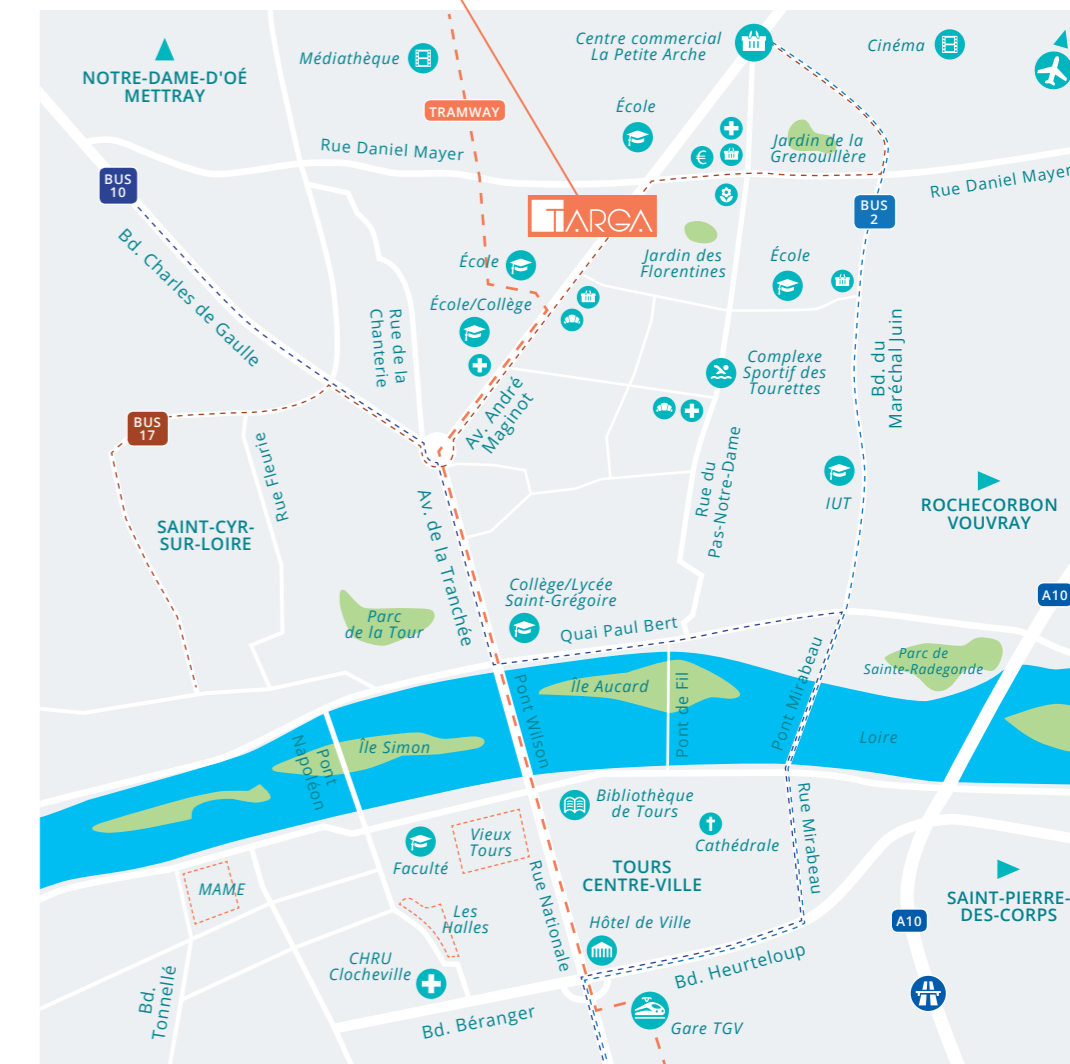 NOTRE-DAME-D'OÉ
METTRAY
Médiathèque
TRAMWAY
Centre commercial
La Petite Arche
Cinéma
École
Rue Daniel Mayer
Jardin de la
Grenouillère
Rue Daniel Mayer
BUS
10
BUS
2
€
TARGA
Bd. Charles de Gaulle
École
Jardin des
Florentines
École
École/Collège
Rue de la
Chanterie
Bd. du
Maréchal Juin
Complexe
Sportif des
Tourettes
Av. André
Maginot
BUS
17
Rue Fleurie
Rue du
Pas-Notre-Dame
IUT
ROCHECORBON
VOUVRAY
SAINT-CYR-
SUR-LOIRE
Av. de la Tranchée
Collège/Lycée
Saint-Grégoire
A10
Parc
de la Tour
Quai Paul Bert
Parc de
Sainte-Radegonde
Île Aucard
Pont Wilson
Pont de Fil
Pont Mirabeau
Loire
Île Simon
Pont
Napoléon
Bibliothèque
de Tours
Rue Mirabeau
Vieux
Tours
Cathédrale
Faculté
TOURS
CENTRE-VILLE
MAME
Rue Nationale
SAINT-PIERRE-
DES-CORPS
Les
Halles
Hôtel de Ville
A10
CHRU
Clocheville
Bd. Heurteloup
Bd.
Tonnellé
Bd. Béranger
Gare TGV